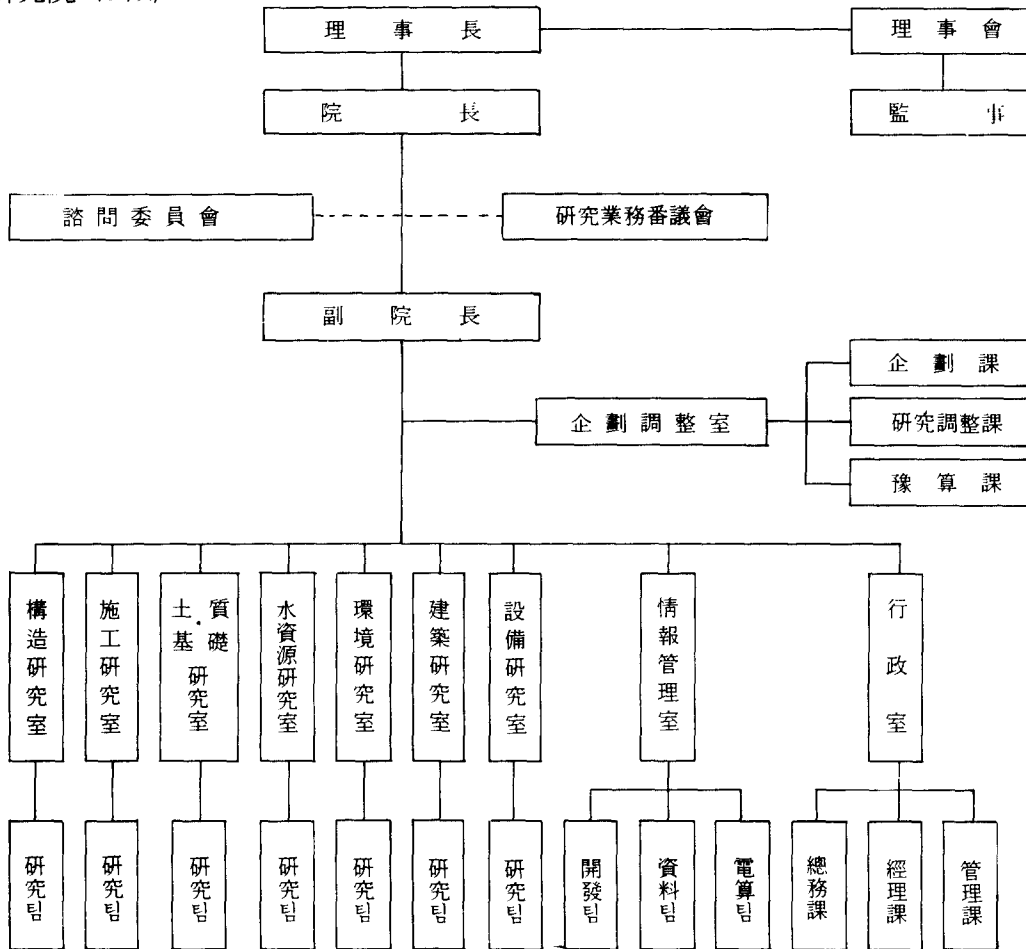 理事長
理事會
院長
監事
諮問委員會
研究業務番議會
副院長
企劃課
企劃調整室
研究調整課
豫算課
構造研究室
施工研究室
土質·基礎研究室
水資源研究室
環境研究室
建築研究室
設備研究室
情報管理室
行政室
研究팀
研究팀
研究팀
研究팀
研究팀
研究팀
研究팀
開發팀
資料팀
電算팀
總務課
經理課
管理課